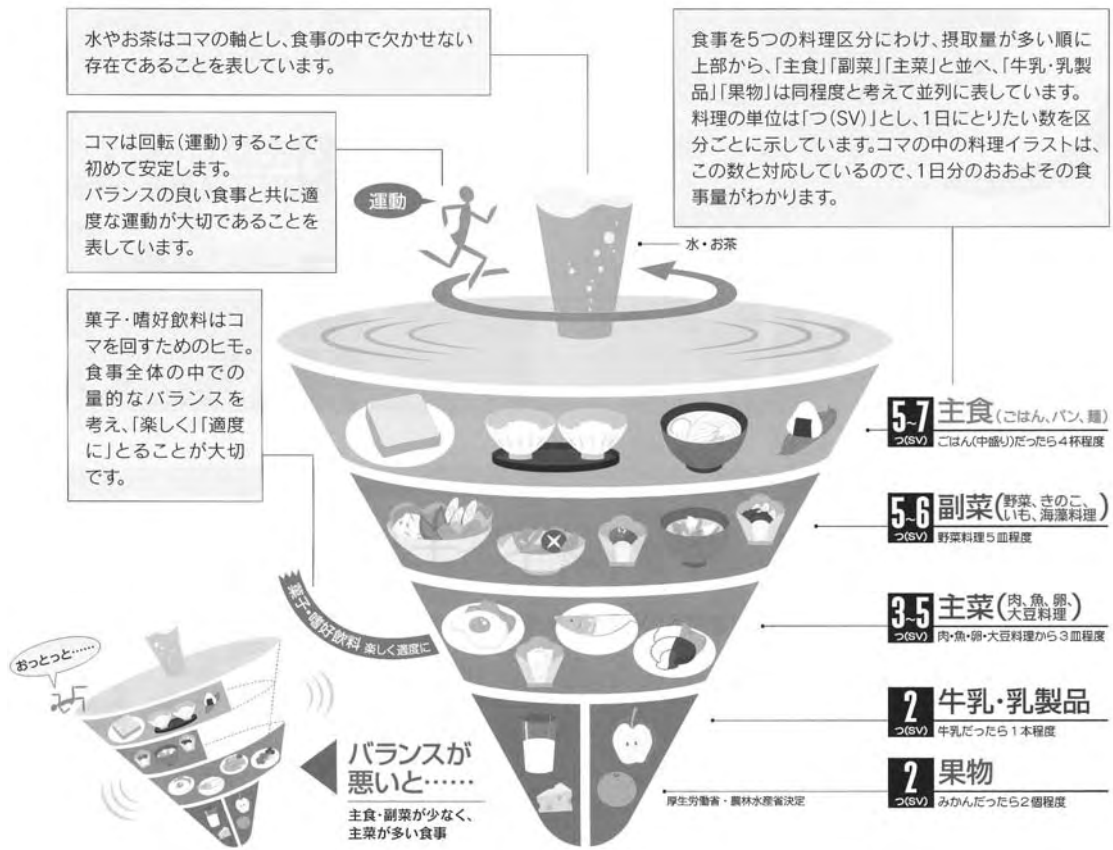 水やお茶はコマの軸とし、食事の中で欠かせない
存在であることを表しています。
コマは回転(運動)することで
初めて安定します。
バランスの良い食事と共に適
度な運動が大切であることを
表しています。
菓子・嗜好飲料はコ
マを回すためのヒモ。
食事全体の中での
量的なバランスを
考え、「楽しく」「適度
に」とることが大切
です。
食事を5つの料理区分にわけ、摂取量が多い順に
上部から、「主食」「副菜」「主菜」と並べ、「牛乳・乳製
品」「果物」は同程度と考えて並列に表しています。
料理の単位は「つ(SV)」とし、1日にとりたい数を区
分ごとに示しています。コマの中の料理イラストは、
この数と対応しているので、1日分のおおよその食
事量がわかります。
運動
水・お茶
5~7 主食(ごはん、パン、麺)
つ(SV) ごはん(中盛り)だったら4杯程度
5~6 副菜(野菜、きのこ、
いも、海藻料理)
つ(SV) 野菜料理5皿程度
3~5 主菜(肉、魚、卵、
大豆料理)
つ(SV) 肉・魚・卵・大豆料理から3皿程度
2 牛乳・乳製品
つ(SV) 牛乳だったら1本程度
2 果物
つ(SV) みかんだったら2個程度
菓子・嗜好飲料 楽しく適度に
おっとっと……
バランスが
悪いと……
主食・副菜が少なく、
主菜が多い食事
厚生労働省・農林水産省決定